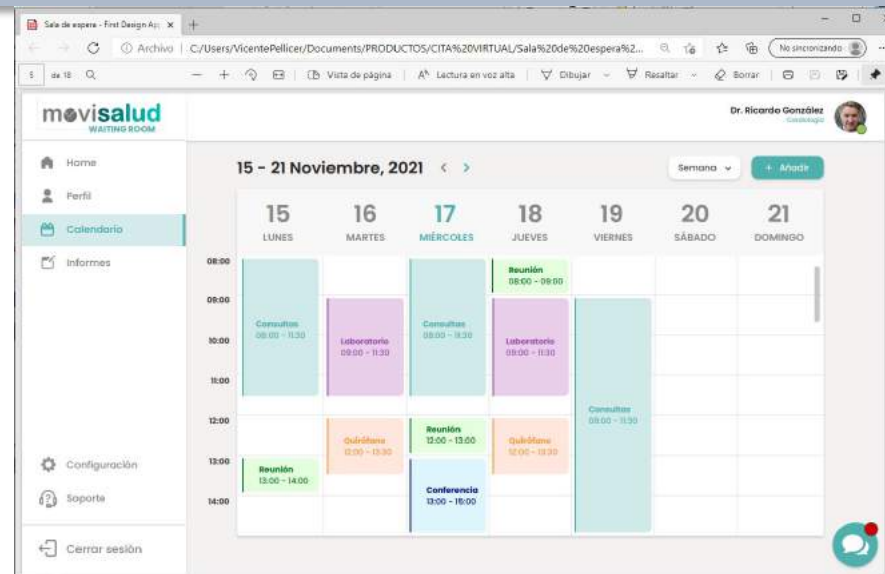 Sala de espera - First Design Ap
Archivo C:/Users/VicentePellicer/Documents/PRODUCTOS/CITA%20VIRTUAL/Sala%20de%20espera%2...
No sincronizando
5 de 18 Vista de página Lectura en voz alta Dibujar Resaltar Borrar
movisalud
WAITING ROOM
Dr. Ricardo González
Cardiología
Home
Perfil
Calendario
Informes
Configuración
Soporte
Cerrar sesión
15 - 21 Noviembre, 2021
Semana
+ Añadir
15 16 17 18 19 20 21
LUNES MARTES MIÉRCOLES JUEVES VIERNES SÁBADO DOMINGO
08:00
09:00
10:00
11:00
12:00
13:00
14:00
Consultas
08:00 - 11:30
Reunión
13:00 - 14:00
Laboratorio
09:00 - 11:30
Quirófano
12:00 - 13:30
Consultas
08:00 - 11:30
Reunión
12:00 - 13:00
Conferencia
13:00 - 15:00
Reunión
08:00 - 09:00
Laboratorio
09:00 - 11:30
Quirófano
12:00 - 13:30
Consultas
09:00 - 11:30